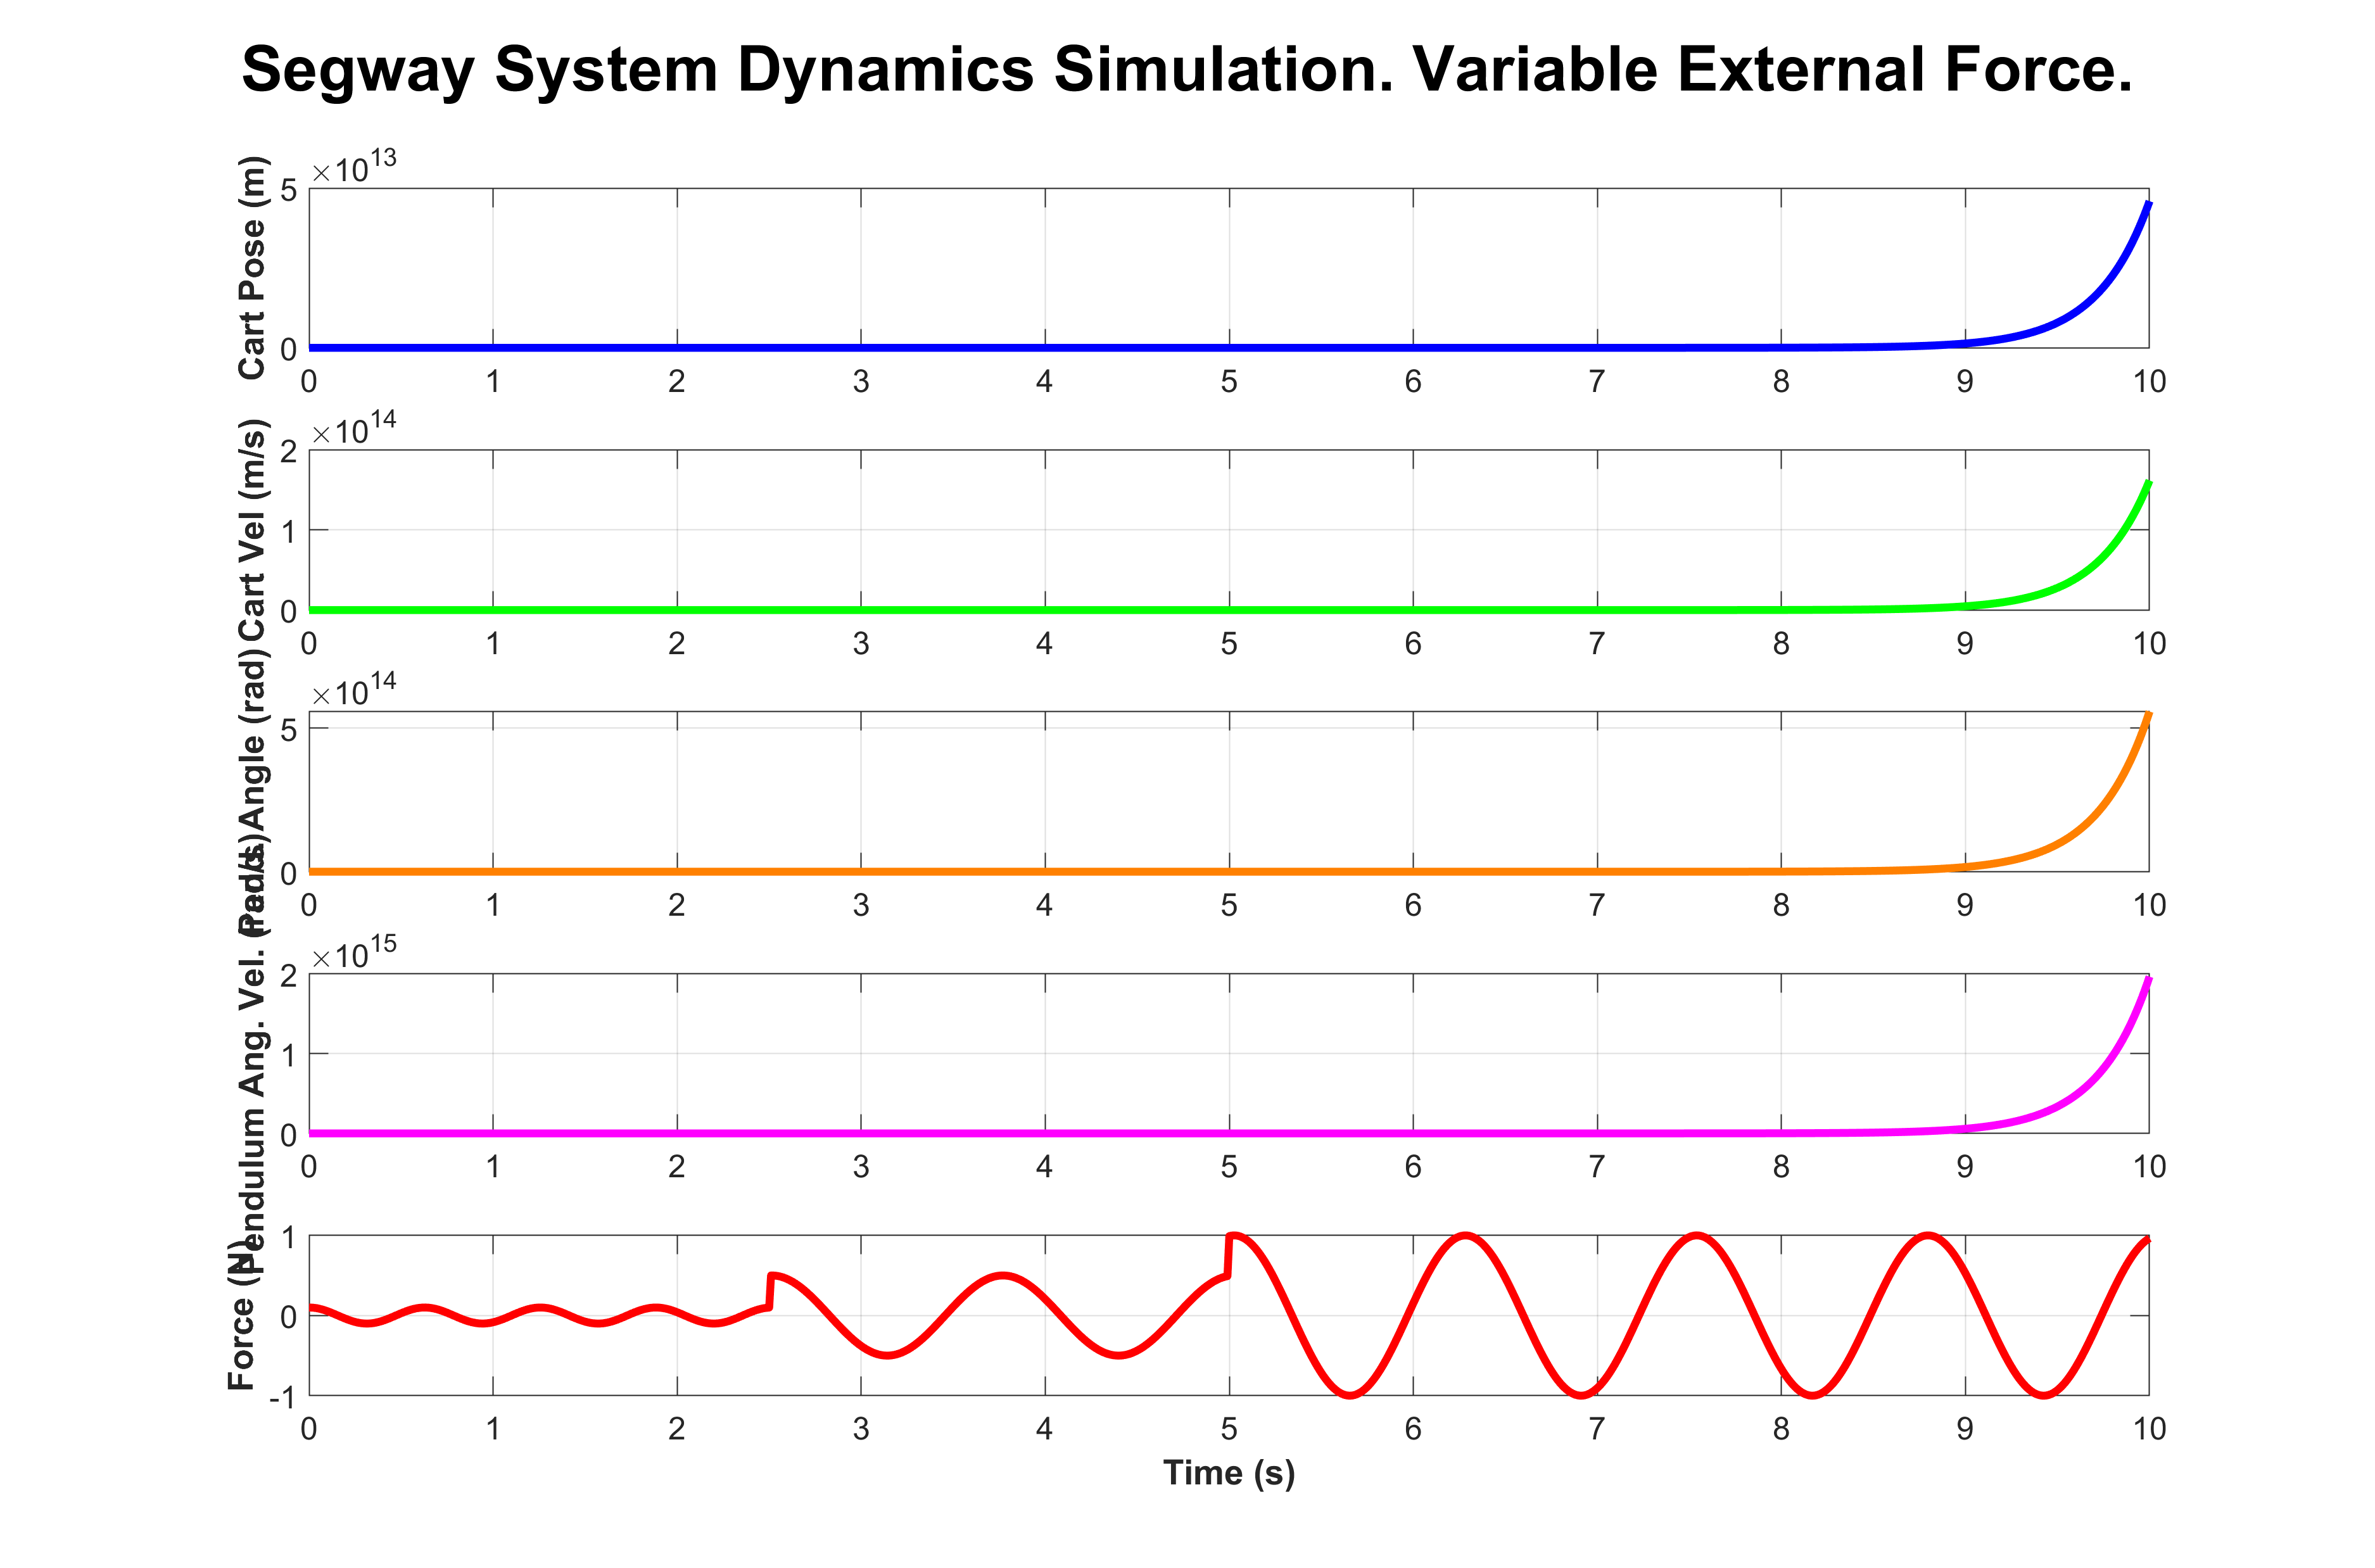 Segway System Dynamics Simulation. Variable External Force.
×10^13
Cart Pose (m)
5
0
0 1 2 3 4 5 6 7 8 9 10
×10^14
Cart Vel (m/s)
2
1
0
0 1 2 3 4 5 6 7 8 9 10
×10^14
Pend. Angle (rad)
5
0
0 1 2 3 4 5 6 7 8 9 10
×10^15
Pendulum Ang. Vel. (rad/s)
2
1
0
0 1 2 3 4 5 6 7 8 9 10
Force (N)
1
0
-1
0 1 2 3 4 5 6 7 8 9 10
Time (s)